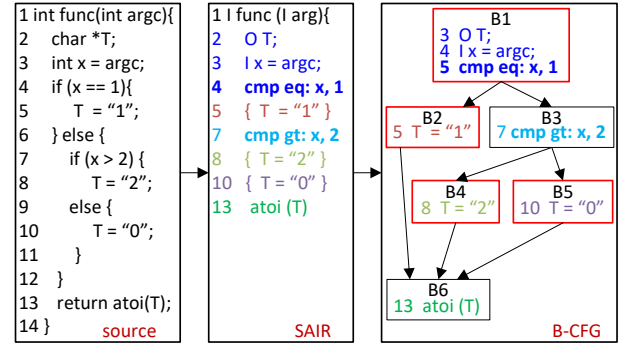 1 int func(int argc){
2 char *T;
3 int x = argc;
4 if (x == 1){
5 T = “1”;
6 } else {
7 if (x > 2) {
8 T = “2”;
9 else {
10 T = “0”;
11 }
12 }
13 return atoi(T);
14 }
source
1 I func (I arg){
2 O T;
3 I x = argc;
4 cmp eq: x, 1
5 { T = “1” }
7 cmp gt: x, 2
8 { T = “2” }
10 { T = “0” }
13 atoi (T)
SAIR
B1
3 O T;
4 I x = argc;
5 cmp eq: x, 1
B2
5 T = “1”
B3
7 cmp gt: x, 2
B4
8 T = “2”
B5
10 T = “0”
B6
13 atoi (T)
B-CFG